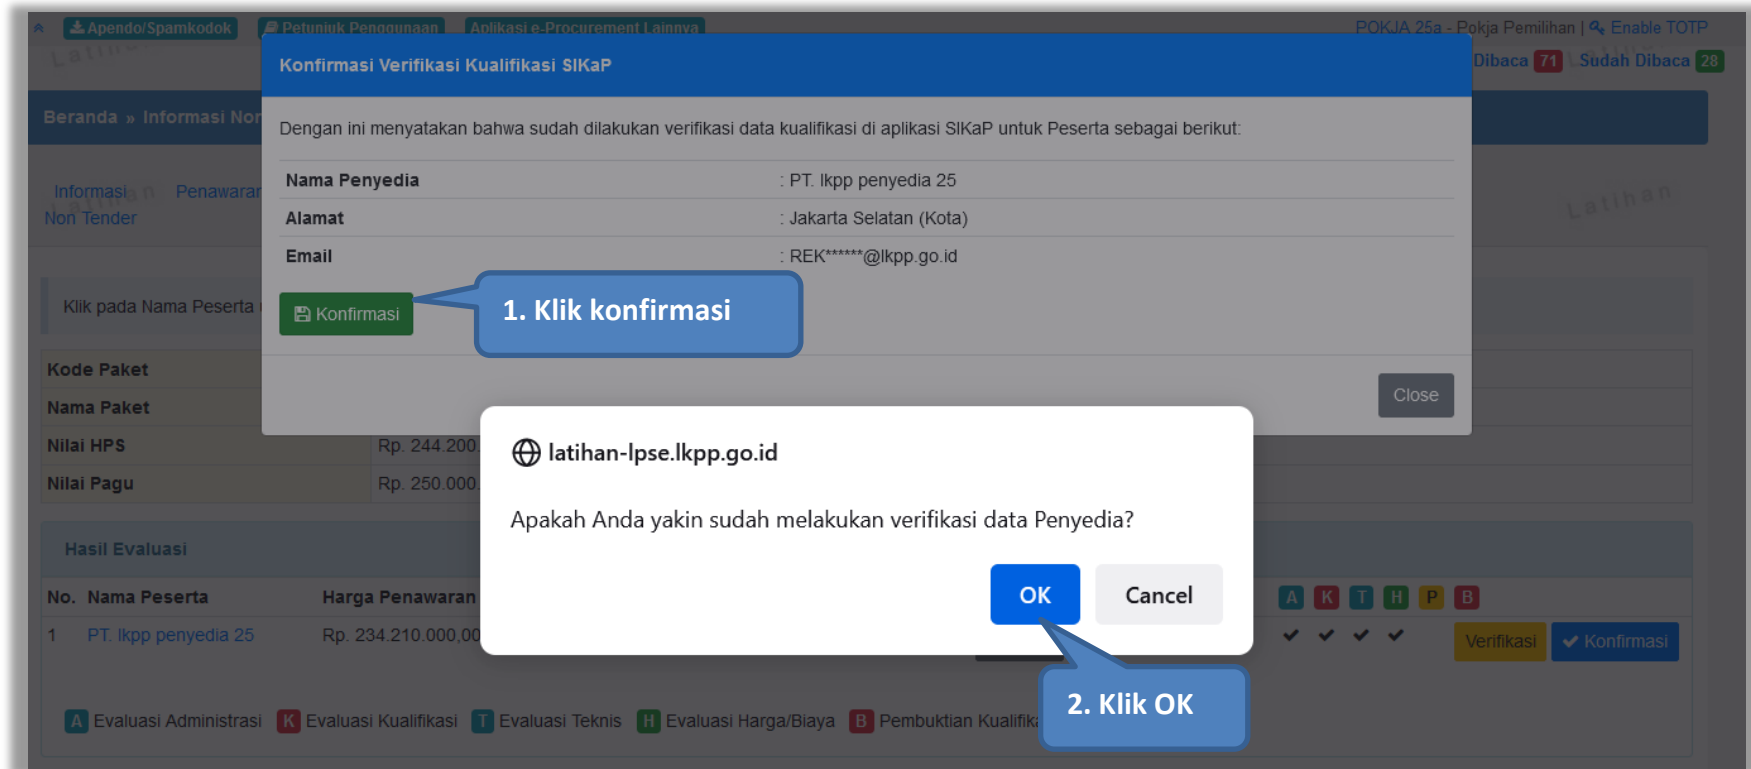 Apendo/Spamkodok Petunjuk Penggunaan Aplikasi e-Procurement Lainnya
POKJA 25a - Pokja Pemilihan | Enable TOTP
Dibaca 71 Sudah Dibaca 28
Konfirmasi Verifikasi Kualifikasi SIKaP
Beranda » Informasi Non
Dengan ini menyatakan bahwa sudah dilakukan verifikasi data kualifikasi di aplikasi SIKaP untuk Peserta sebagai berikut:
Nama Penyedia : PT. lkpp penyedia 25
Alamat : Jakarta Selatan (Kota)
Email : REK******@lkpp.go.id
Informasi Penawaran
Non Tender
Latihan
Klik pada Nama Peserta
Konfirmasi
1. Klik konfirmasi
Close
Kode Paket
Nama Paket
Nilai HPS Rp. 244.200.
Nilai Pagu Rp. 250.000.
latihan-lpse.lkpp.go.id
Apakah Anda yakin sudah melakukan verifikasi data Penyedia?
OK Cancel
Hasil Evaluasi
No. Nama Peserta Harga Penawaran A K T H P B
1 PT. lkpp penyedia 25 Rp. 234.210.000,00 Verifikasi Konfirmasi
2. Klik OK
A Evaluasi Administrasi K Evaluasi Kualifikasi T Evaluasi Teknis H Evaluasi Harga/Biaya B Pembuktian Kualifika